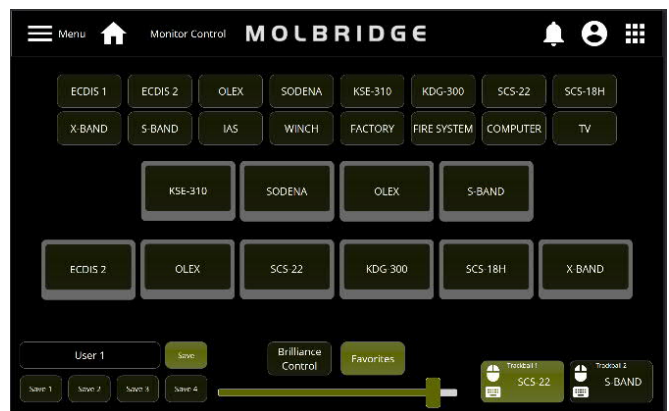 Menu Monitor Control MOLBRIDGE
ECDIS 1 ECDIS 2 OLEX SODENA KSE-310 KDG-300 SCS-22 SCS-18H
X-BAND S-BAND IAS WINCH FACTORY FIRE SYSTEM COMPUTER TV
KSE-310 SODENA OLEX S-BAND
ECDIS 2 OLEX SCS-22 KDG-300 SCS-18H X-BAND
User 1 Save
Brilliance
Control
Favorites
Trackball 1
SCS-22
Trackball 2
S-BAND
Save 1 Save 2 Save 3 Save 4